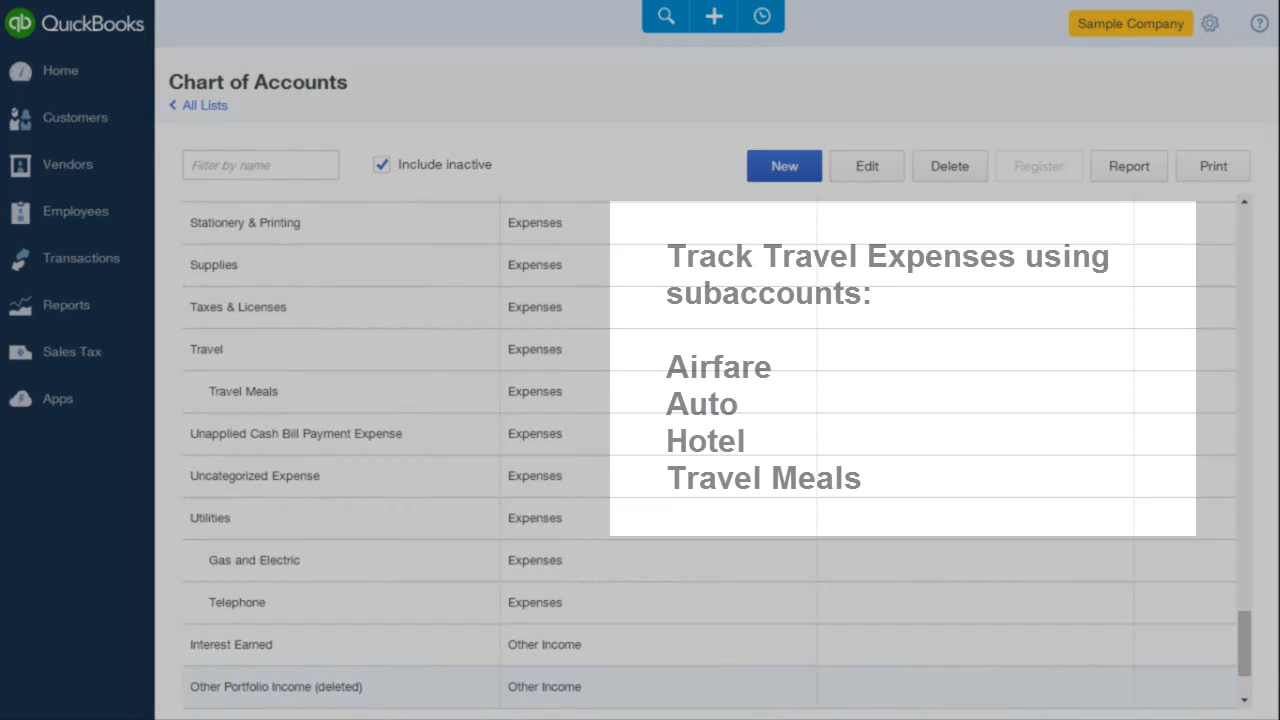 QuickBooks
Sample Company
Home
Customers
Vendors
Employees
Transactions
Reports
Sales Tax
Apps
Chart of Accounts
All Lists
Filter by name
Include inactive
New
Edit
Delete
Register
Report
Print
Stationery & Printing Expenses
Supplies Expenses
Taxes & Licenses Expenses
Travel Expenses
Travel Meals Expenses
Unapplied Cash Bill Payment Expense Expenses
Uncategorized Expense Expenses
Utilities Expenses
Gas and Electric Expenses
Telephone Expenses
Interest Earned Other Income
Other Portfolio Income (deleted) Other Income
Track Travel Expenses using
subaccounts:
Airfare
Auto
Hotel
Travel Meals